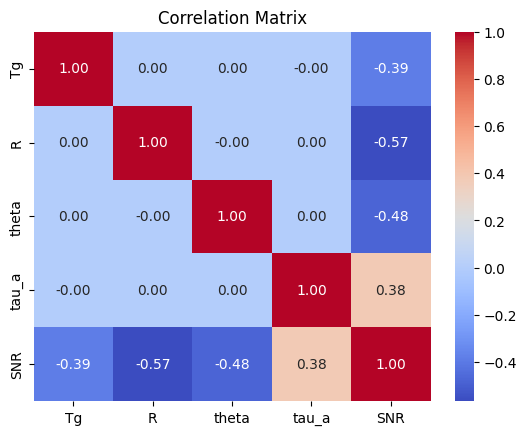 Correlation Matrix
Tg 1.00 0.00 0.00 -0.00 -0.39
R 0.00 1.00 -0.00 0.00 -0.57
theta 0.00 -0.00 1.00 0.00 -0.48
tau_a -0.00 0.00 0.00 1.00 0.38
SNR -0.39 -0.57 -0.48 0.38 1.00
Tg R theta tau_a SNR
1.0
0.8
0.6
0.4
0.2
0.0
−0.2
−0.4